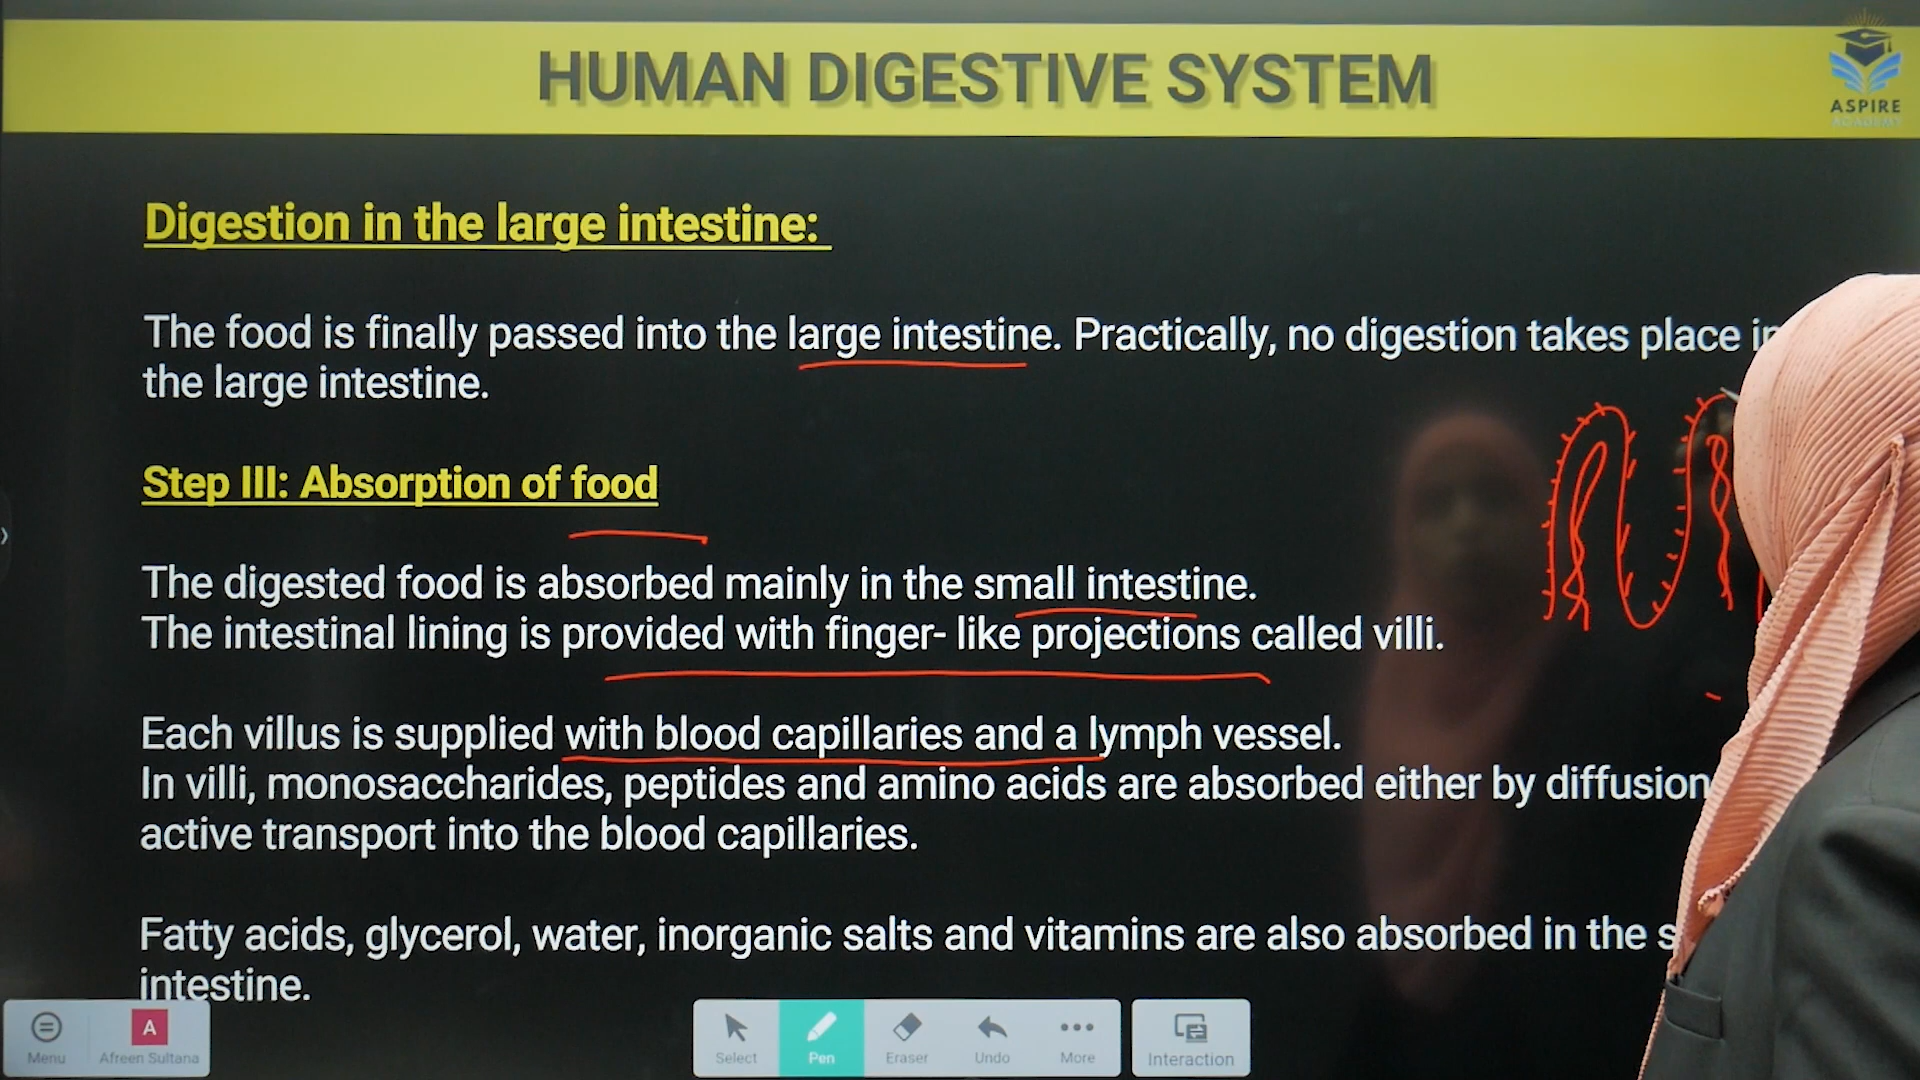 HUMAN DIGESTIVE SYSTEM
ASPIRE
ACADEMY
Digestion in the large intestine:
The food is finally passed into the large intestine. Practically, no digestion takes place in
the large intestine.
Step III: Absorption of food
The digested food is absorbed mainly in the small intestine.
The intestinal lining is provided with finger- like projections called villi.
Each villus is supplied with blood capillaries and a lymph vessel.
In villi, monosaccharides, peptides and amino acids are absorbed either by diffusion
active transport into the blood capillaries.
Fatty acids, glycerol, water, inorganic salts and vitamins are also absorbed in the s
intestine.
Menu
A
Afreen Sultana
Select
Pen
Eraser
Undo
More
Interaction